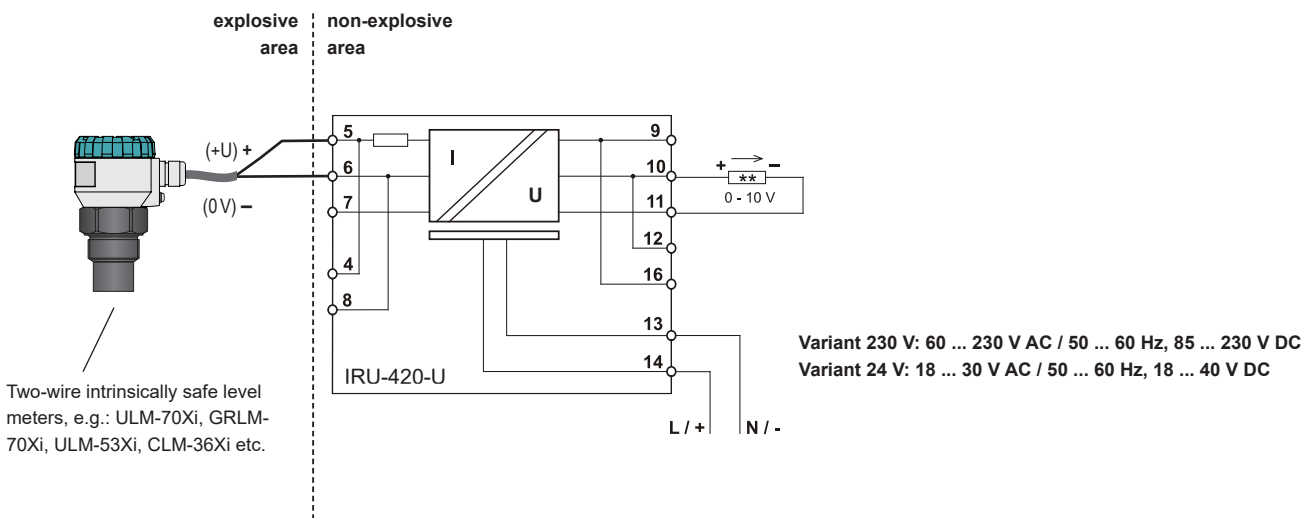 explosive
area
non-explosive
area
(+U) +
(0 V) –
5
6
7
4
8
I
U
9
10
11
12
16
13
14
+ –
**
0 - 10 V
IRU-420-U
L / +
N / -
Variant 230 V: 60 ... 230 V AC / 50 ... 60 Hz, 85 ... 230 V DC
Variant 24 V: 18 ... 30 V AC / 50 ... 60 Hz, 18 ... 40 V DC
Two-wire intrinsically safe level
meters, e.g.: ULM-70Xi, GRLM-
70Xi, ULM-53Xi, CLM-36Xi etc.